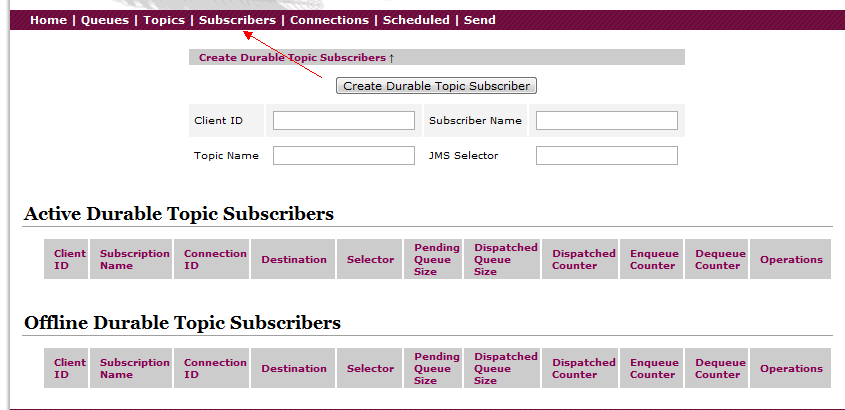 Home | Queues | Topics | Subscribers | Connections | Scheduled | Send
Create Durable Topic Subscribers ↑
Create Durable Topic Subscriber
Client ID Subscriber Name
Topic Name JMS Selector
Active Durable Topic Subscribers
Client ID Subscription Name Connection ID Destination Selector Pending Queue Size Dispatched Queue Size Dispatched Counter Enqueue Counter Dequeue Counter Operations
Offline Durable Topic Subscribers
Client ID Subscription Name Connection ID Destination Selector Pending Queue Size Dispatched Queue Size Dispatched Counter Enqueue Counter Dequeue Counter Operations